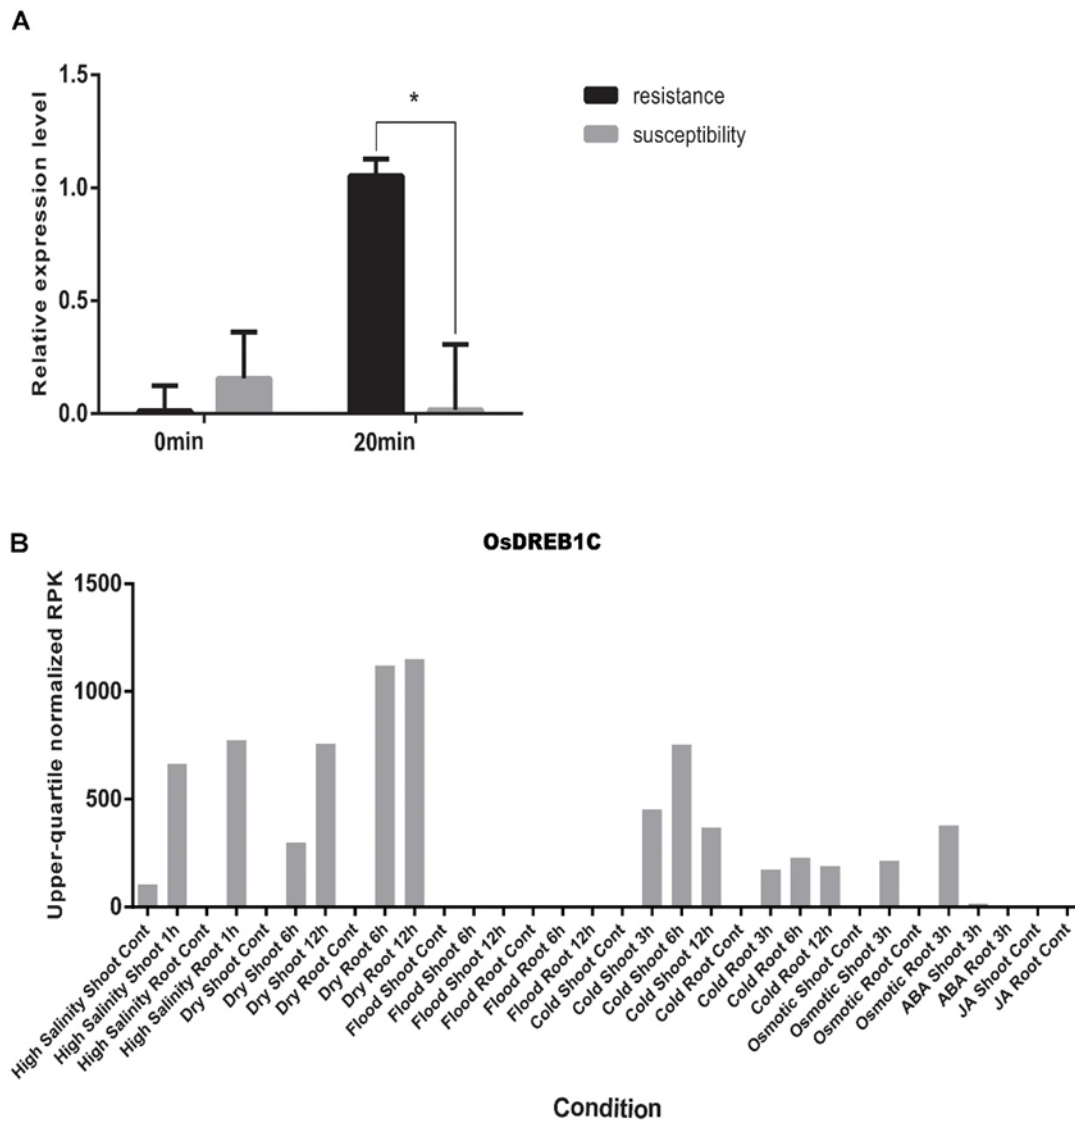 A
Relative expression level
1.5
1.0
0.5
0.0
*
0min
20min
resistance
susceptibility
B
OsDREB1C
Upper-quartile normalized RPK
1500
1000
500
0
High Salinity Shoot Cont
High Salinity Shoot 1h
High Salinity Root Cont
High Salinity Root 1h
Dry Shoot Cont
Dry Shoot 6h
Dry Shoot 12h
Dry Root Cont
Dry Root 6h
Dry Root 12h
Flood Shoot Cont
Flood Shoot 6h
Flood Shoot 12h
Flood Root Cont
Flood Root 6h
Flood Root 12h
Cold Shoot Cont
Cold Shoot 3h
Cold Shoot 6h
Cold Shoot 12h
Cold Root Cont
Cold Root 3h
Cold Root 6h
Cold Root 12h
Osmotic Shoot Cont
Osmotic Shoot 3h
Osmotic Root Cont
Osmotic Root 3h
ABA Shoot 3h
ABA Root 3h
JA Shoot Cont
JA Root Cont
Condition